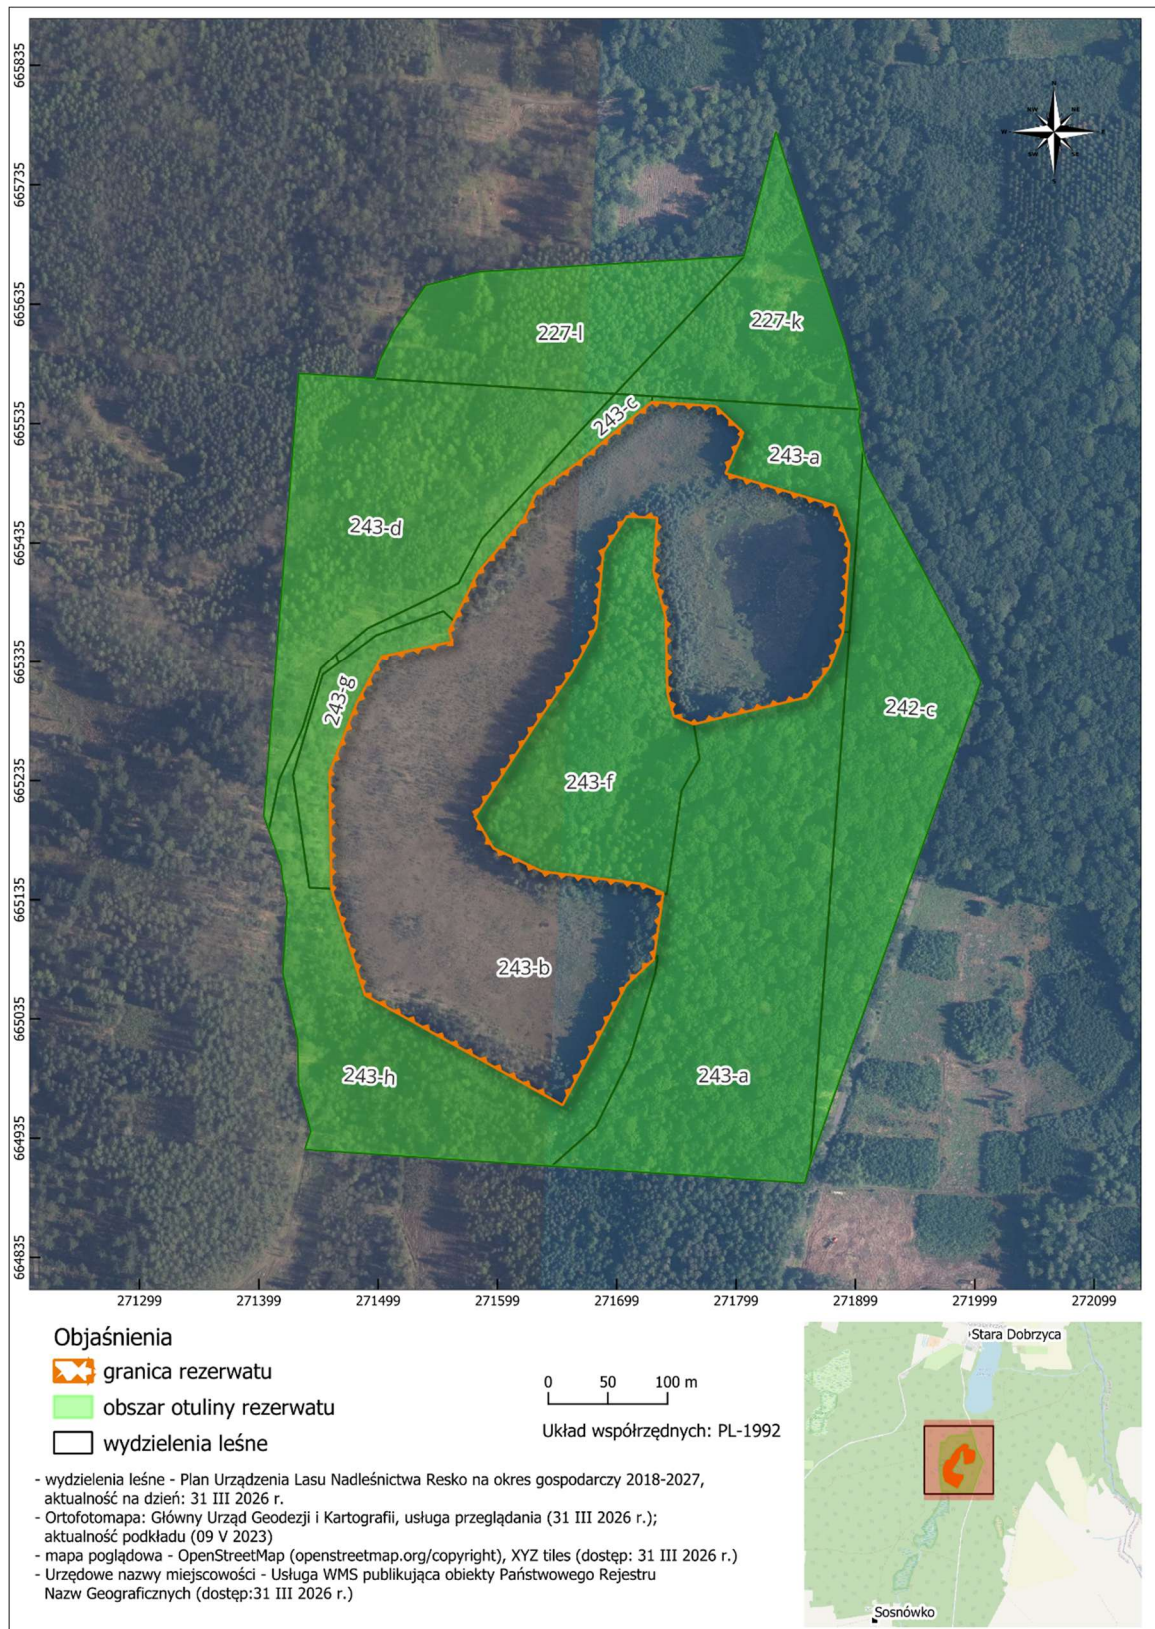 N
NW
NE
W
E
SW
SE
S
665835
665735
665635
665535
665435
665335
665235
665135
665035
664935
664835
227-l
227-k
243-c
243-a
243-d
243-g
242-c
243-f
243-b
243-h
243-a
271299
271399
271499
271599
271699
271799
271899
271999
272099
Objaśnienia
granica rezerwatu
obszar otuliny rezerwatu
wydzielenia leśne
0 50 100 m
Układ współrzędnych: PL-1992
- wydzielenia leśne - Plan Urządzenia Lasu Nadleśnictwa Resko na okres gospodarczy 2018-2027,
aktualność na dzień: 31 III 2026 r.
- Ortofotomapa: Główny Urząd Geodezji i Kartografii, usługa przeglądania (31 III 2026 r.);
aktualność podkładu (09 V 2023)
- mapa poglądowa - OpenStreetMap (openstreetmap.org/copyright), XYZ tiles (dostęp: 31 III 2026 r.)
- Urzędowe nazwy miejscowości - Usługa WMS publikująca obiekty Państwowego Rejestru
Nazw Geograficznych (dostęp:31 III 2026 r.)
Stara Dobrzyca
Sosnówko